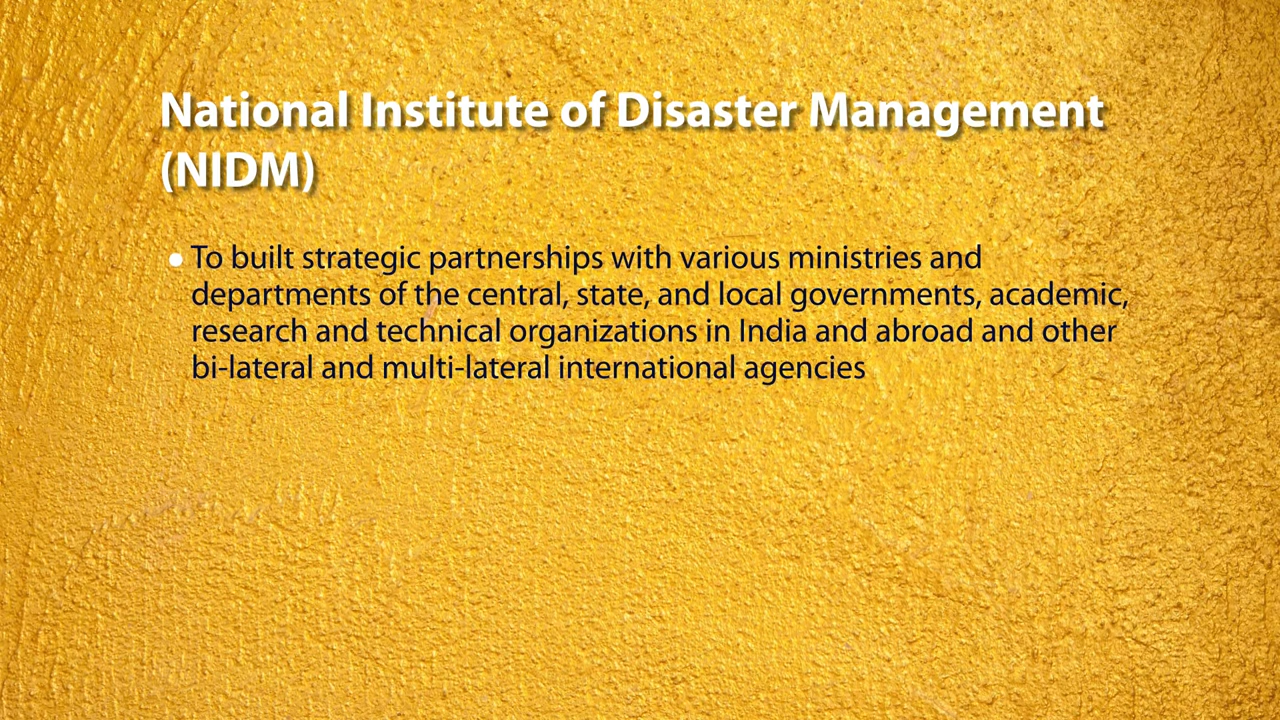 National Institute of Disaster Management
(NIDM)
• To built strategic partnerships with various ministries and
departments of the central, state, and local governments, academic,
research and technical organizations in India and abroad and other
bi-lateral and multi-lateral international agencies